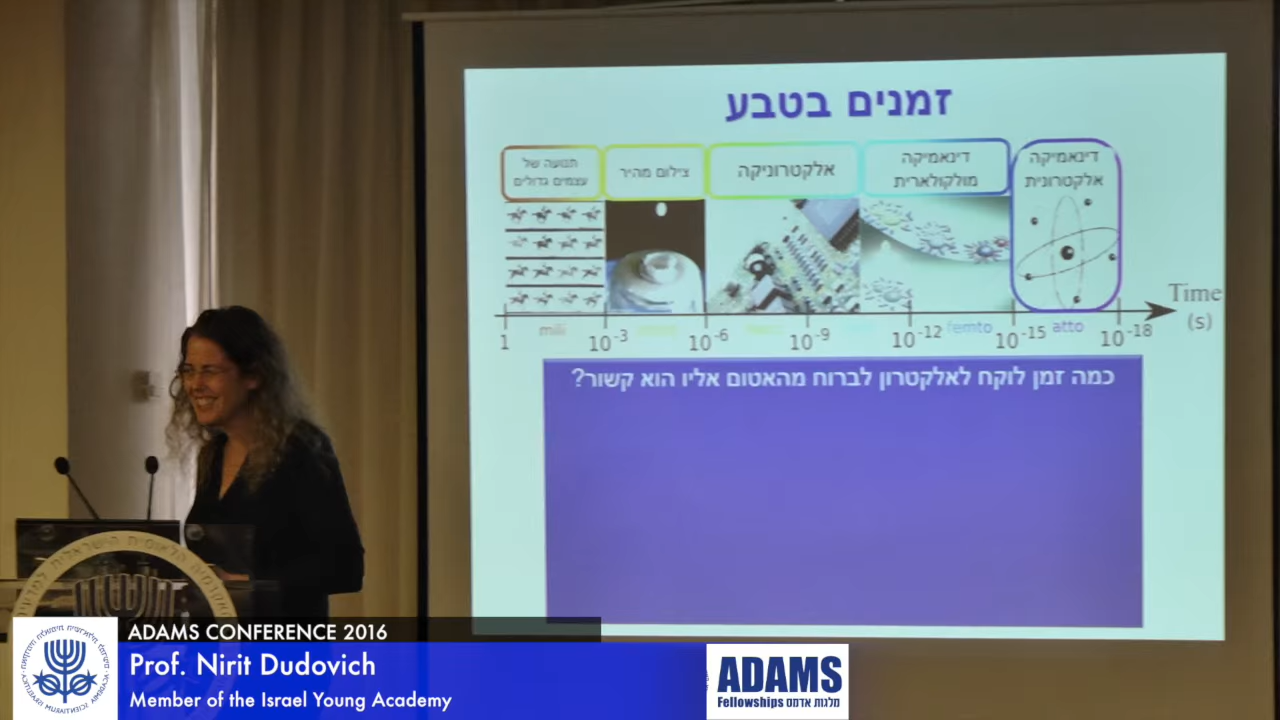 זמנים בטבע
דינאמיקה
אלקטרונית
דינאמיקה
מולקולארית
אלקטרוניקה
צילום מהיר
תנועה של
עצמים גדולים
Time
(s)
1
milli
10-3
10-6
10-9
10-12
femto
10-15
atto
10-18
כמה זמן לוקח לאלקטרון לברוח מהאטום אליו הוא קשור?
ADAMS CONFERENCE 2016
Prof. Nirit Dudovich
Member of the Israel Young Academy
ADAMS
Fellowships מלגות אדמס